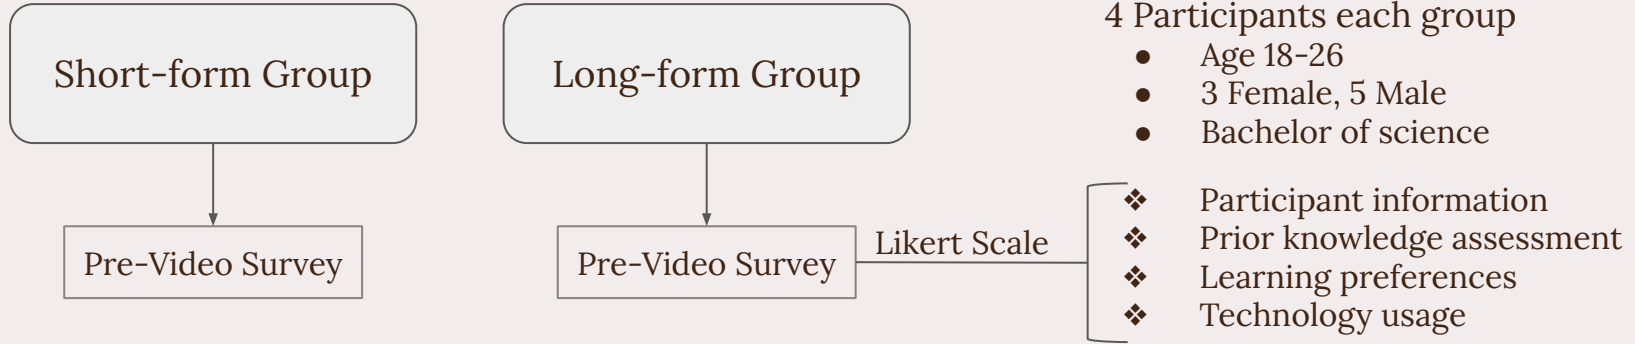 Short-form Group
Long-form Group
4 Participants each group
● Age 18-26
● 3 Female, 5 Male
● Bachelor of science
Pre-Video Survey
Pre-Video Survey
Likert Scale
❖ Participant information
❖ Prior knowledge assessment
❖ Learning preferences
❖ Technology usage